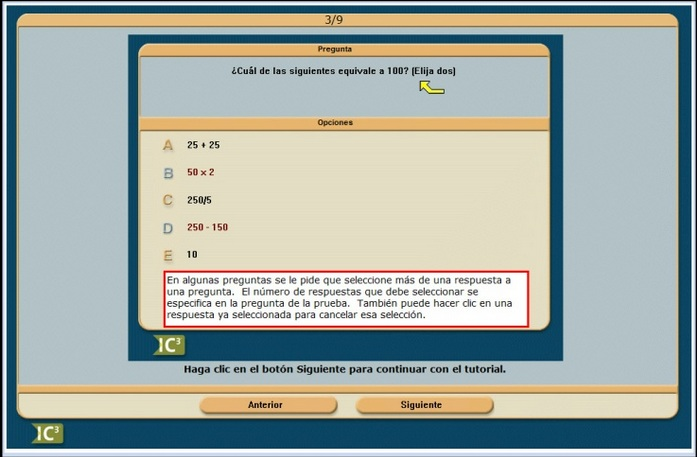 3/9
Pregunta
¿Cuál de las siguientes equivale a 100? (Elija dos)
Opciones
A 25 + 25
B 50 x 2
C 250/5
D 250 - 150
E 10
En algunas preguntas se le pide que seleccione más de una respuesta a
una pregunta. El número de respuestas que debe seleccionar se
especifica en la pregunta de la prueba. También puede hacer clic en una
respuesta ya seleccionada para cancelar esa selección.
IC³
Haga clic en el botón Siguiente para continuar con el tutorial.
Anterior Siguiente
IC³